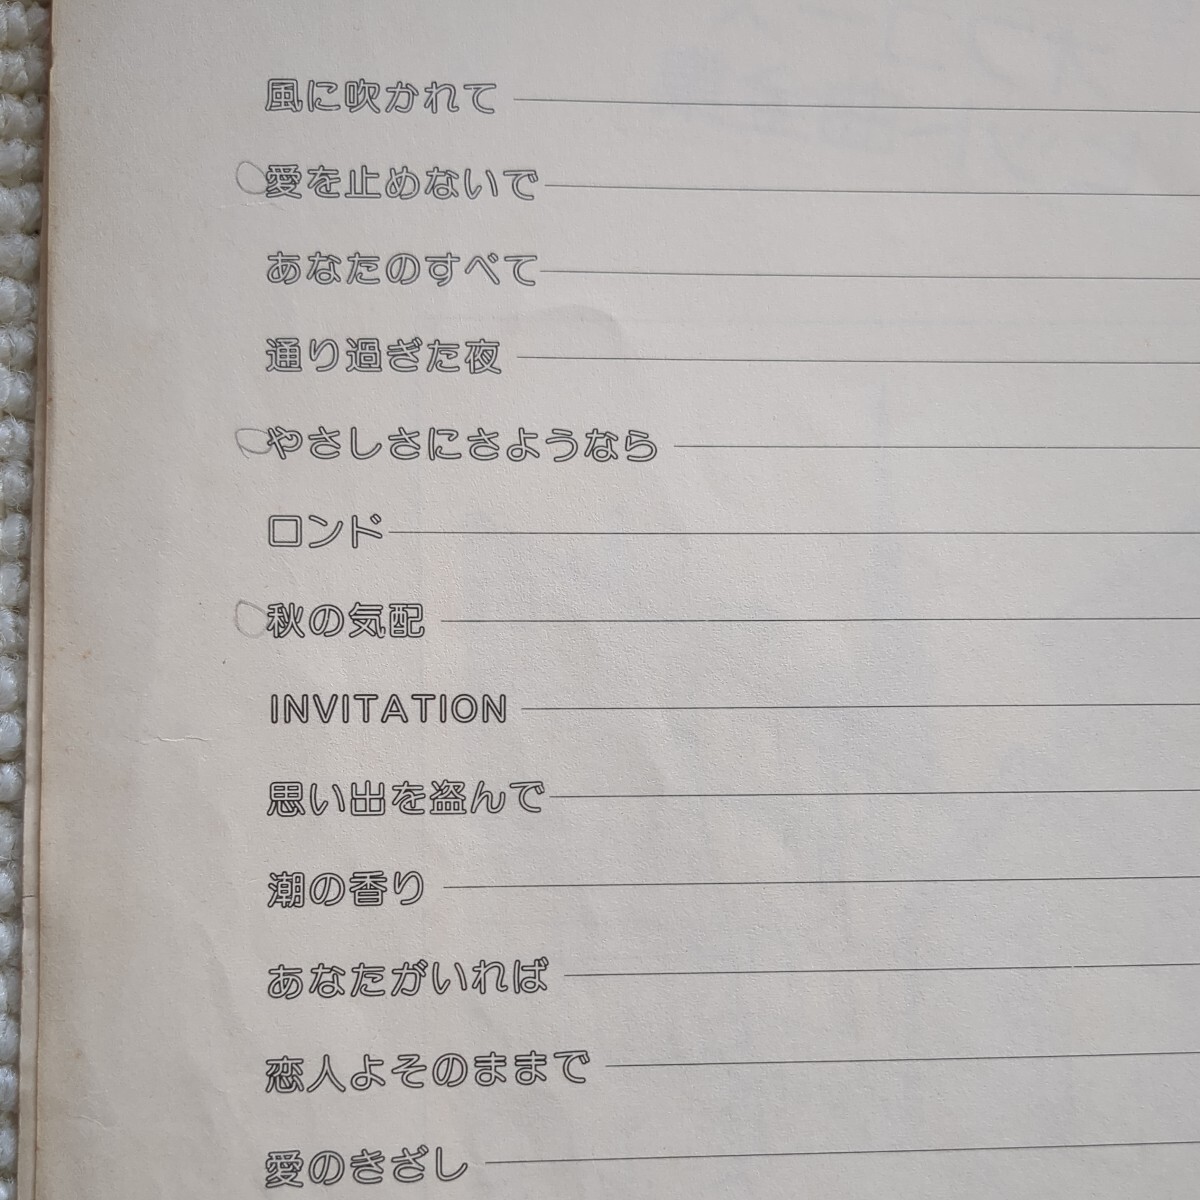 風に吹かれて
愛を止めないで
あなたのすべて
通り過ぎた夜
やさしさにさようなら
ロンド
秋の気配
INVITATION
思い出を盗んで
潮の香り
あなたがいれば
恋人よそのままで
愛のきざし